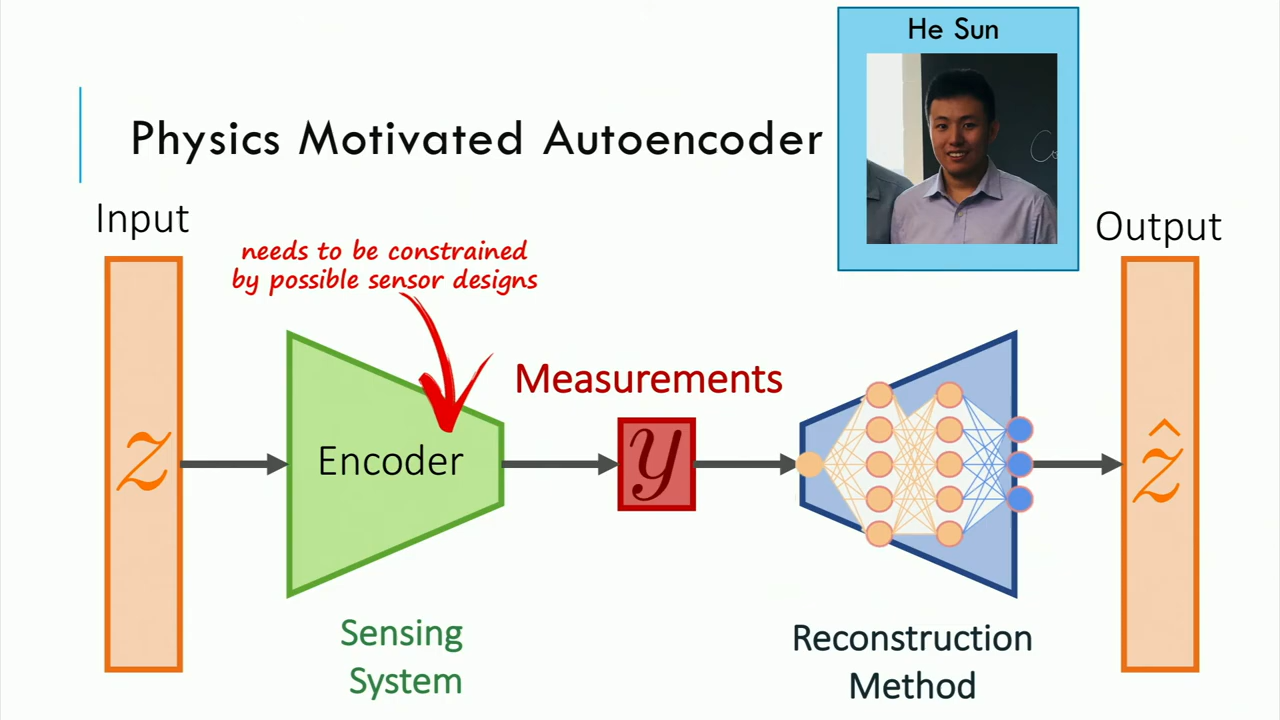 He Sun
Physics Motivated Autoencoder
Input
Output
needs to be constrained
by possible sensor designs
Measurements
z
Encoder
y
ẑ
Sensing
System
Reconstruction
Method